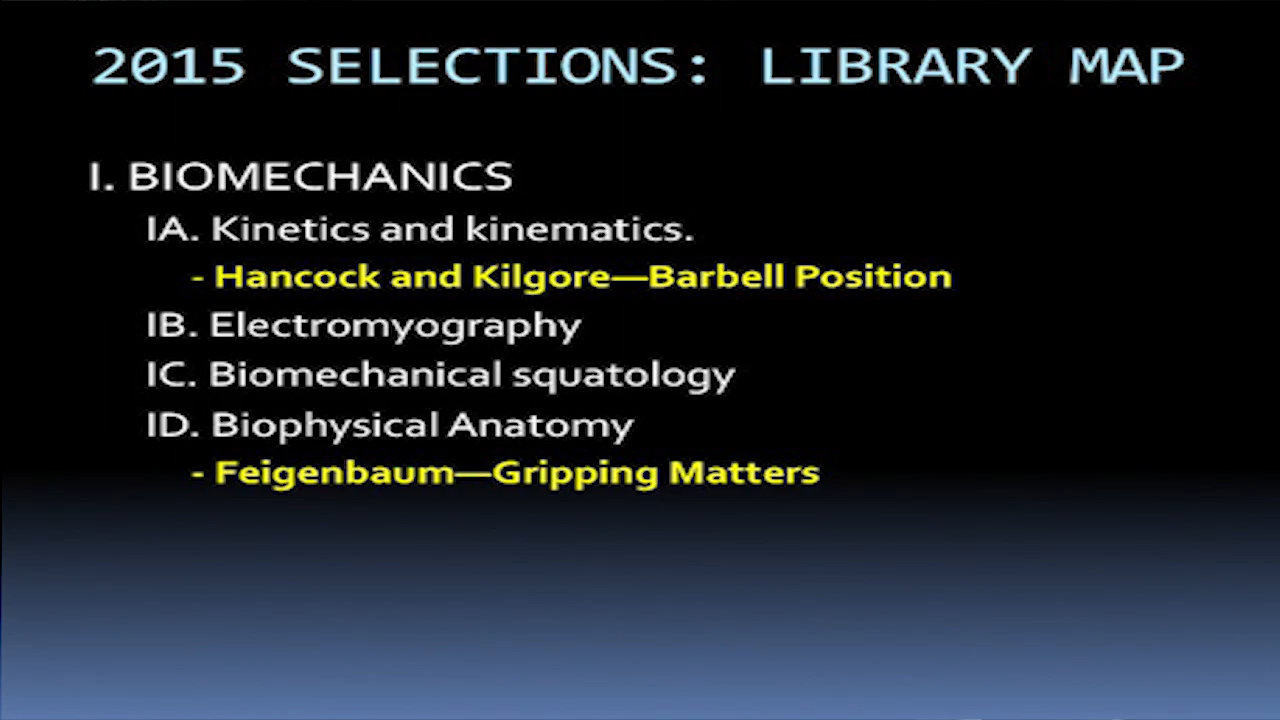 2015 SELECTIONS: LIBRARY MAP
I. BIOMECHANICS
IA. Kinetics and kinematics.
- Hancock and Kilgore—Barbell Position
IB. Electromyography
IC. Biomechanical squatology
ID. Biophysical Anatomy
- Feigenbaum—Gripping Matters